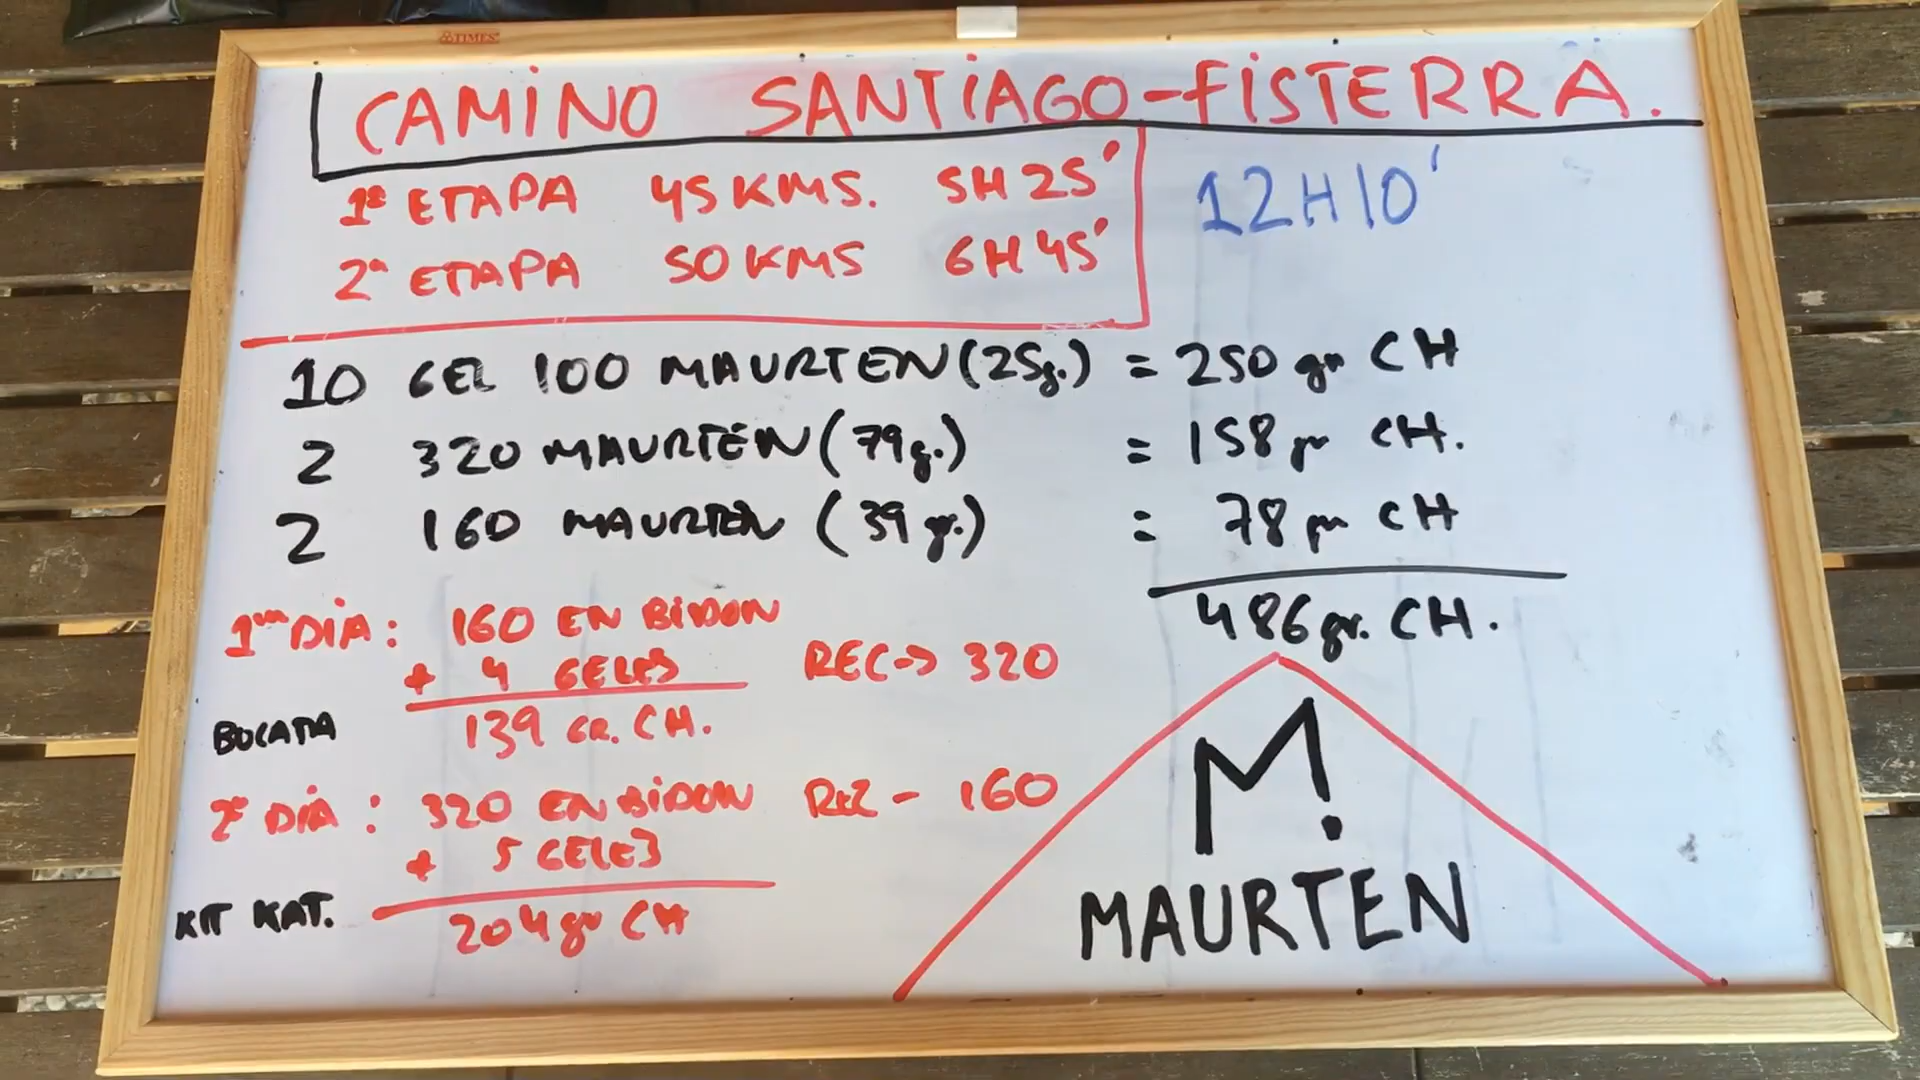 TIMES
CAMINO SANTIAGO-FISTERRA.
1ª ETAPA 45 KMS. 5H 25'
2ª ETAPA 50 KMS 6H 45'
12H10'
10 GEL 100 MAURTEN (25g.) = 250 gr CH
2 320 MAURTEN (79g.) = 158 gr CH.
2 160 MAURTEN (39 gr.) = 78 gr CH
486 gr. CH.
1er DIA: 160 EN BIDON
+ 4 GELES REC-> 320
BOCATA 139 GR. CH.
2º DIA: 320 EN BIDON REC - 160
+ 5 GELES
KIT KAT. 204 gr CH
M.
MAURTEN